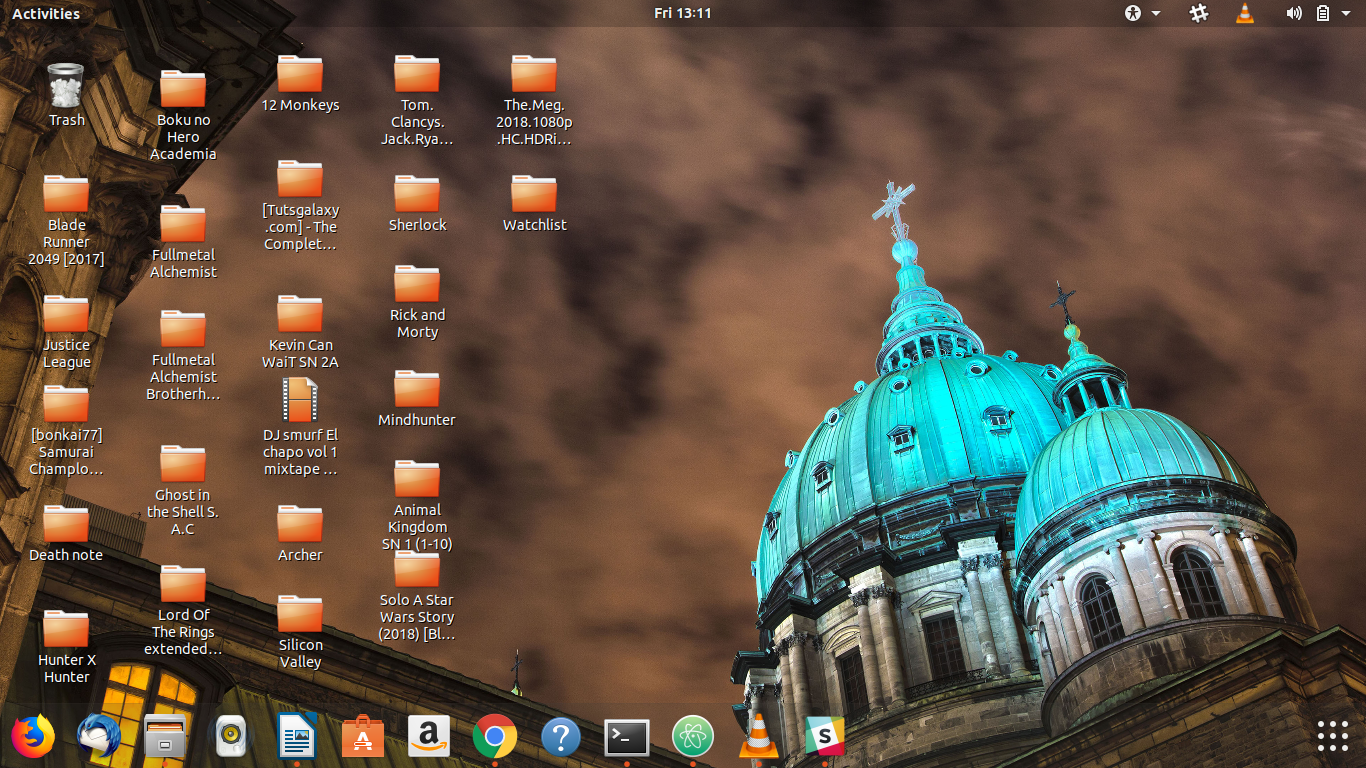 Activities
Fri 13:11
Trash
Blade
Runner
2049 [2017]
Justice
League
[bonkai77]
Samurai
Champlo...
Death note
Hunter X
Hunter
Boku no
Hero
Academia
Fullmetal
Alchemist
Fullmetal
Alchemist
Brotherh...
Ghost in
the Shell S.
A.C
Lord Of
The Rings
extended...
12 Monkeys
[Tutsgalaxy
.com] - The
Complet...
Kevin Can
WaiT SN 2A
DJ smurf El
chapo vol 1
mixtape ...
Archer
Silicon
Valley
Tom.
Clancys.
Jack.Rya...
Sherlock
Rick and
Morty
Mindhunter
Animal
Kingdom
SN 1 (1-10)
Solo A Star
Wars Story
(2018) [Bl...
The.Meg.
2018.1080p
.HC.HDRi...
Watchlist
A
a
?
>_
S